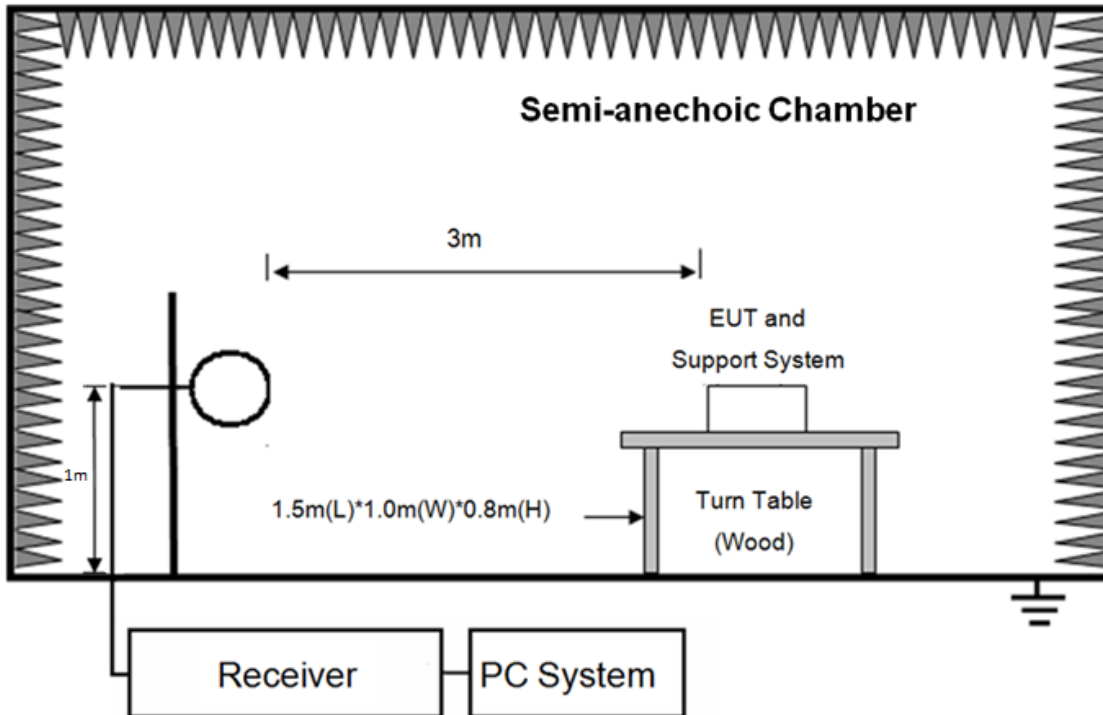 Semi-anechoic Chamber
3m
EUT and
Support System
1m
1.5m(L)*1.0m(W)*0.8m(H)
Turn Table
(Wood)
Receiver
PC System